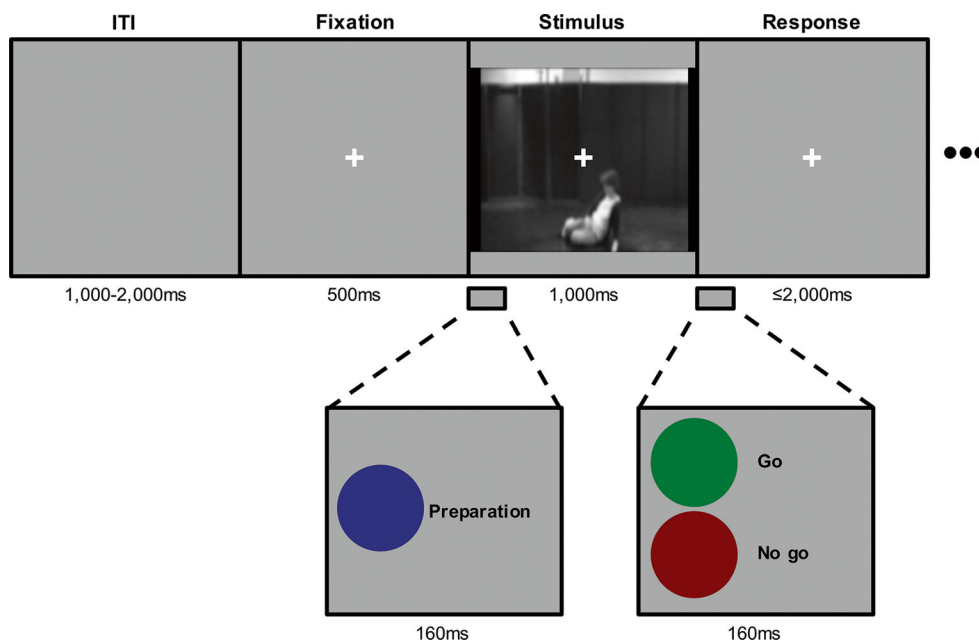 ITI Fixation Stimulus Response
1,000-2,000ms 500ms 1,000ms ≤2,000ms
Preparation
Go
No go
160ms 160ms